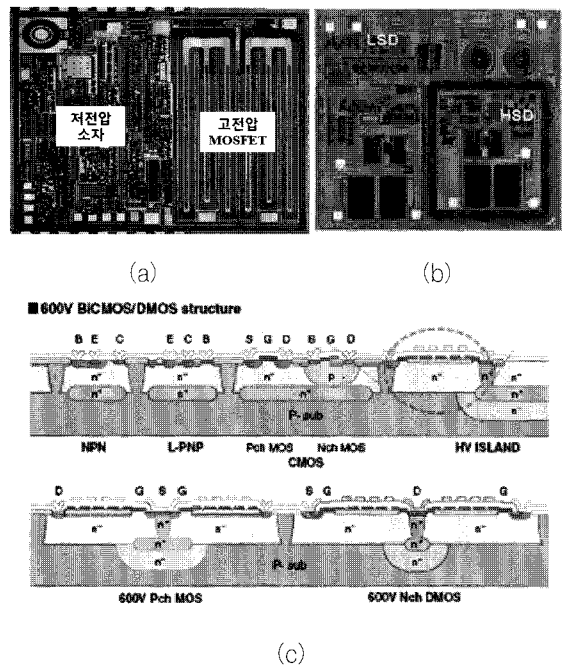 저전압
소자
고전압
MOSFET
LSD
HSD
(a)
(b)
■600V BiCMOS/DMOS structure
B E C
E C B
S G D
S G D
n⁻
n⁻
n⁻
P⁻
n⁻
n⁻
n⁺
n⁺
n⁺
P- sub
n⁻
NPN
L-PNP
Pch MOS
Nch MOS
HV ISLAND
CMOS
D
G
S
G
S
G
D
G
n⁻
n⁻
n⁻
n⁻
n⁺
n⁺
n⁻
P- sub
n⁻
600V Pch MOS
600V Nch DMOS
(c)